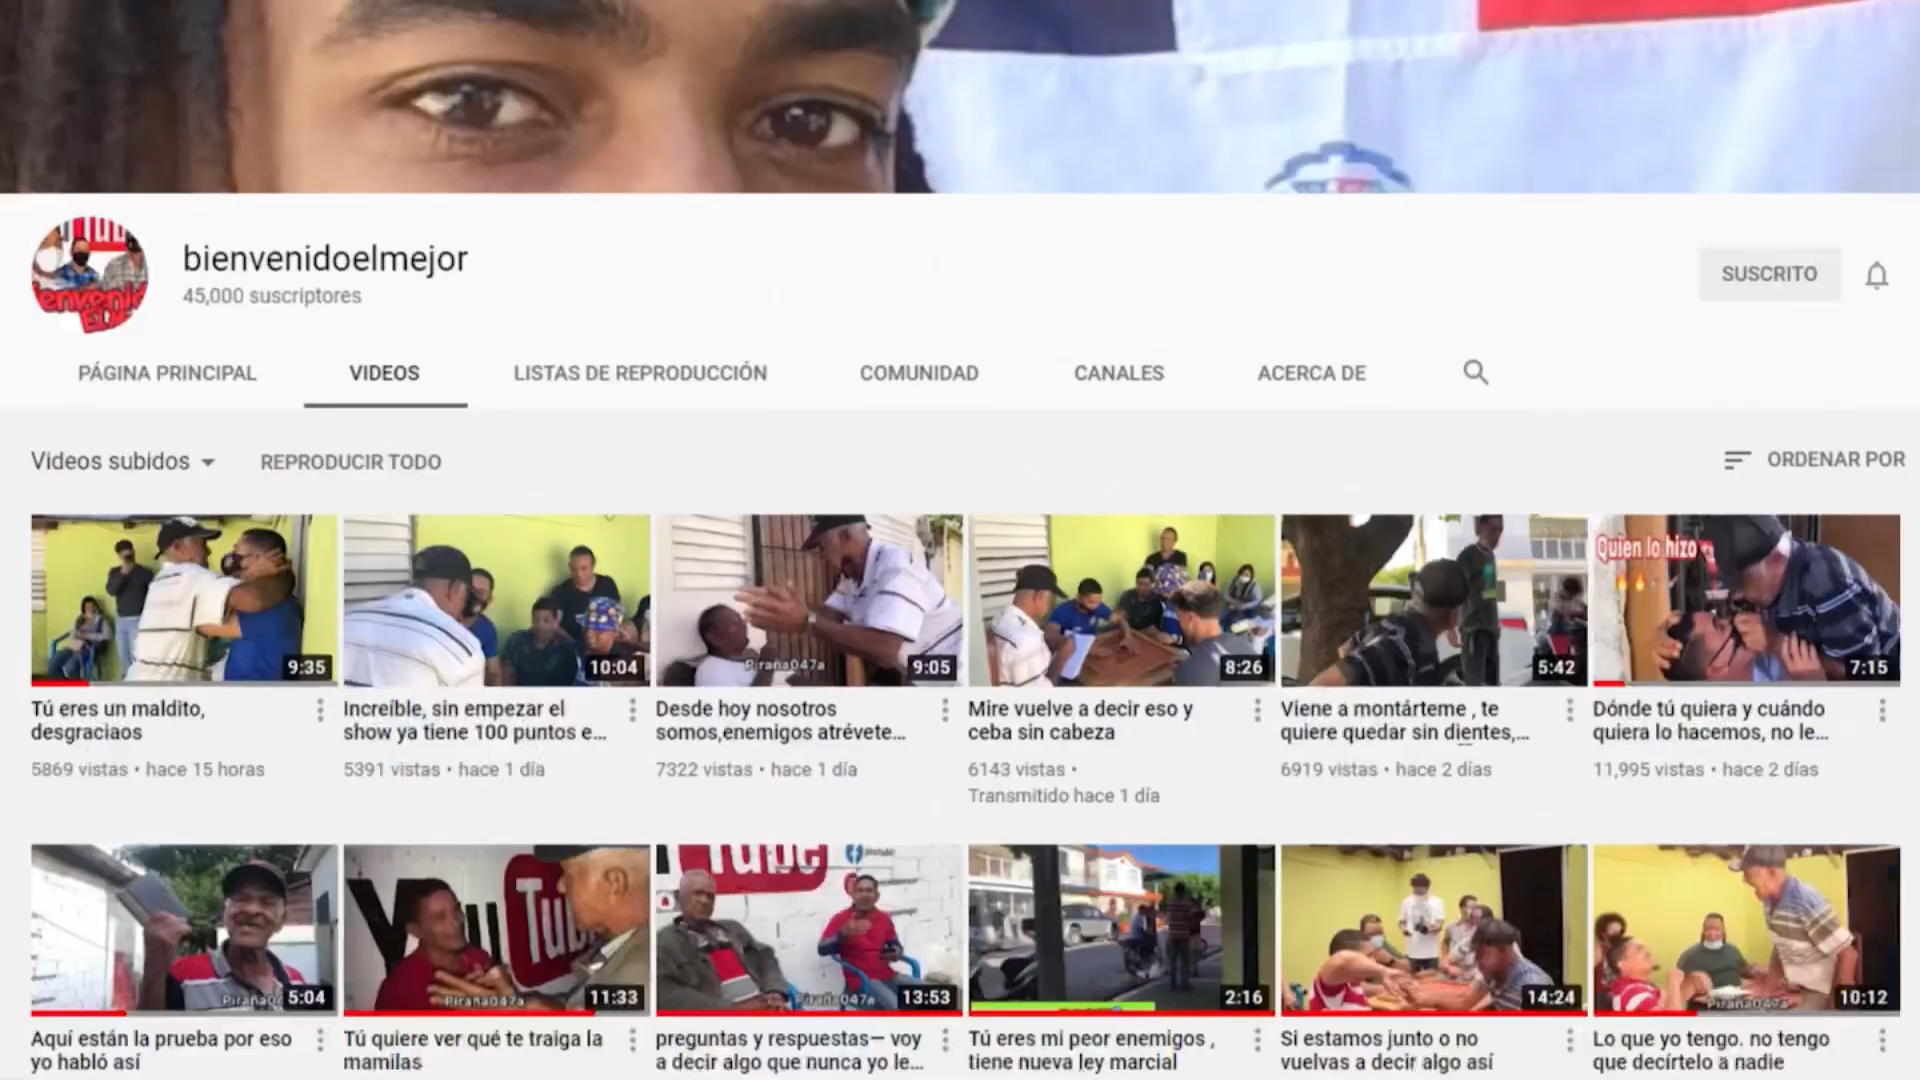 bienvenidoelmejor
45,000 suscriptores
SUSCRITO
PÁGINA PRINCIPAL
VIDEOS
LISTAS DE REPRODUCCIÓN
COMUNIDAD
CANALES
ACERCA DE
Videos subidos
REPRODUCIR TODO
ORDENAR POR
9:35
10:04
Piraña047a
9:05
8:26
5:42
Quien lo hizo
7:15
Tú eres un maldito,
desgraciaos
5869 vistas • hace 15 horas
Increíble, sin empezar el
show ya tiene 100 puntos e...
5391 vistas • hace 1 día
Desde hoy nosotros
somos,enemigos atrévete...
7322 vistas • hace 1 día
Mire vuelve a decir eso y
ceba sin cabeza
6143 vistas •
Transmitido hace 1 día
Viene a montárteme , te
quiere quedar sin dientes,...
6919 vistas • hace 2 días
Dónde tú quiera y cuándo
quiera lo hacemos, no le...
11,995 vistas • hace 2 días
5:04
You Tub
Piraña047a
11:33
Tube
Piraña047a
13:53
2:16
14:24
Piraña047a
10:12
Aquí están la prueba por eso
yo habló así
Tú quiere ver qué te traiga la
mamilas
preguntas y respuestas— voy
a decir algo que nunca yo le...
Tú eres mi peor enemigos ,
tiene nueva ley marcial
Si estamos junto o no
vuelvas a decir algo así
Lo que yo tengo. no tengo
que decírtelo a nadie